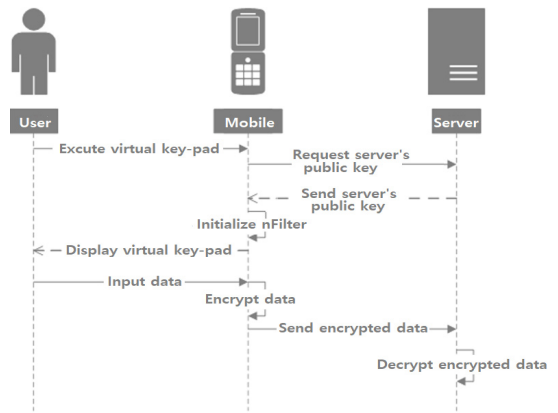 User
Mobile
Server
Excute virtual key-pad
Request server's
public key
Send server's
public key
Initialize nFilter
Display virtual key-pad
Input data
Encrypt data
Send encrypted data
Decrypt encrypted data